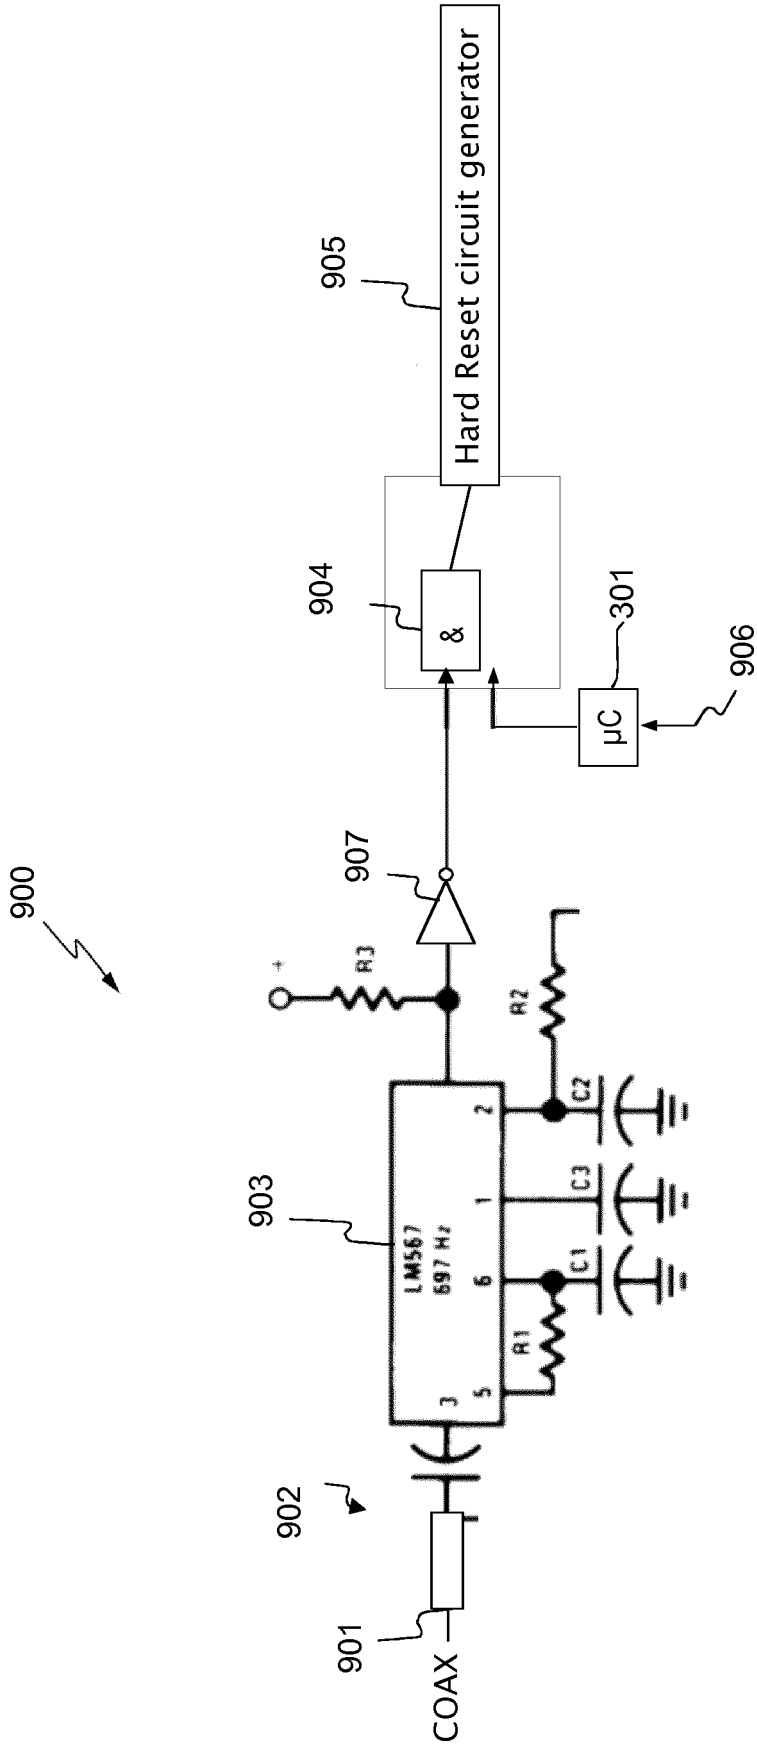 900
COAX
901
902
903
LM567
697 Hz
3
5
6
1
2
R1
C1
C3
C2
R2
R3
+
907
904
&
µC
301
906
905
Hard Reset circuit generator